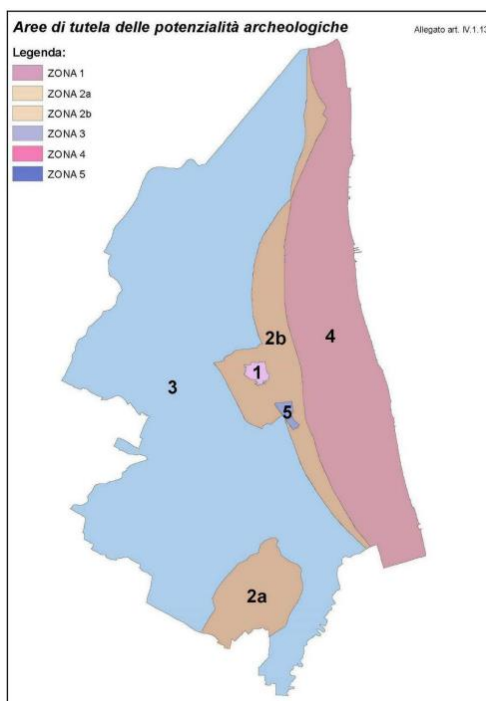 Aree di tutela delle potenzialità archeologiche
Allegato art. IV.1.13
Legenda:
ZONA 1
ZONA 2a
ZONA 2b
ZONA 3
ZONA 4
ZONA 5
2b
4
1
3
5
2a